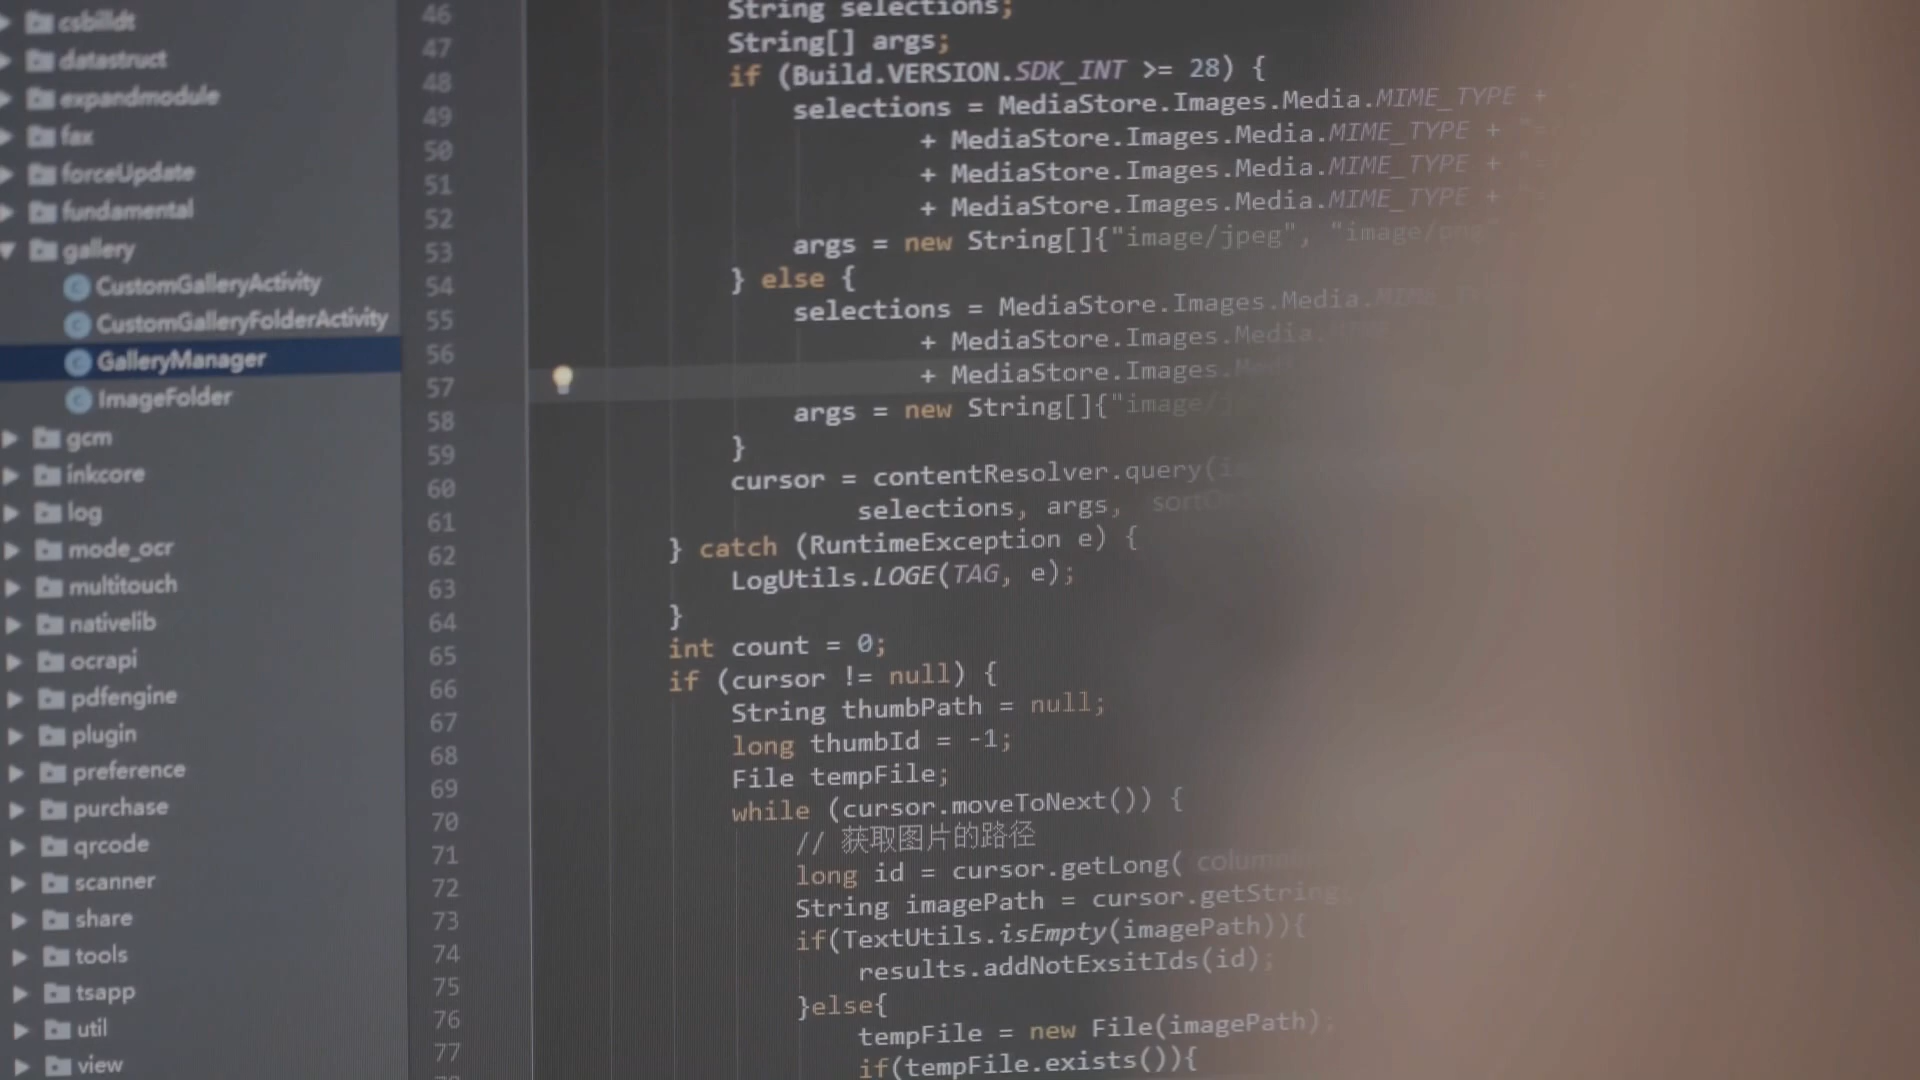 csbilldt
datastruct
expandmodule
fax
forceUpdate
fundamental
gallery
CustomGalleryActivity
CustomGalleryFolderActivity
GalleryManager
ImageFolder
gcm
inkcore
log
mode_ocr
multitouch
nativelib
ocrapi
pdfengine
plugin
preference
purchase
qrcode
scanner
share
tools
tsapp
util
view
46 String selections;
47 String[] args;
48 if (Build.VERSION.SDK_INT >= 28) {
49 selections = MediaStore.Images.Media.MIME_TYPE +
50 + MediaStore.Images.Media.MIME_TYPE + "=
51 + MediaStore.Images.Media.MIME_TYPE + "=
52 + MediaStore.Images.Media.MIME_TYPE + "=
53 args = new String[]{"image/jpeg", "image/png"
54 } else {
55 selections = MediaStore.Images.Media.MIME
56 + MediaStore.Images.Media.
57 + MediaStore.Images.Med
58 args = new String[]{"image/
59 }
60 cursor = contentResolver.query(
61 selections, args,
62 } catch (RuntimeException e) {
63 LogUtils.LOGE(TAG, e);
64 }
65 int count = 0;
66 if (cursor != null) {
67 String thumbPath = null;
68 long thumbId = -1;
69 File tempFile;
70 while (cursor.moveToNext()) {
71 // 获取图片的路径
72 long id = cursor.getLong(
73 String imagePath = cursor.getString
74 if(TextUtils.isEmpty(imagePath)){
75 results.addNotExsitIds(id);
76 }else{
77 tempFile = new File(imagePath);
if(tempFile.exists()){